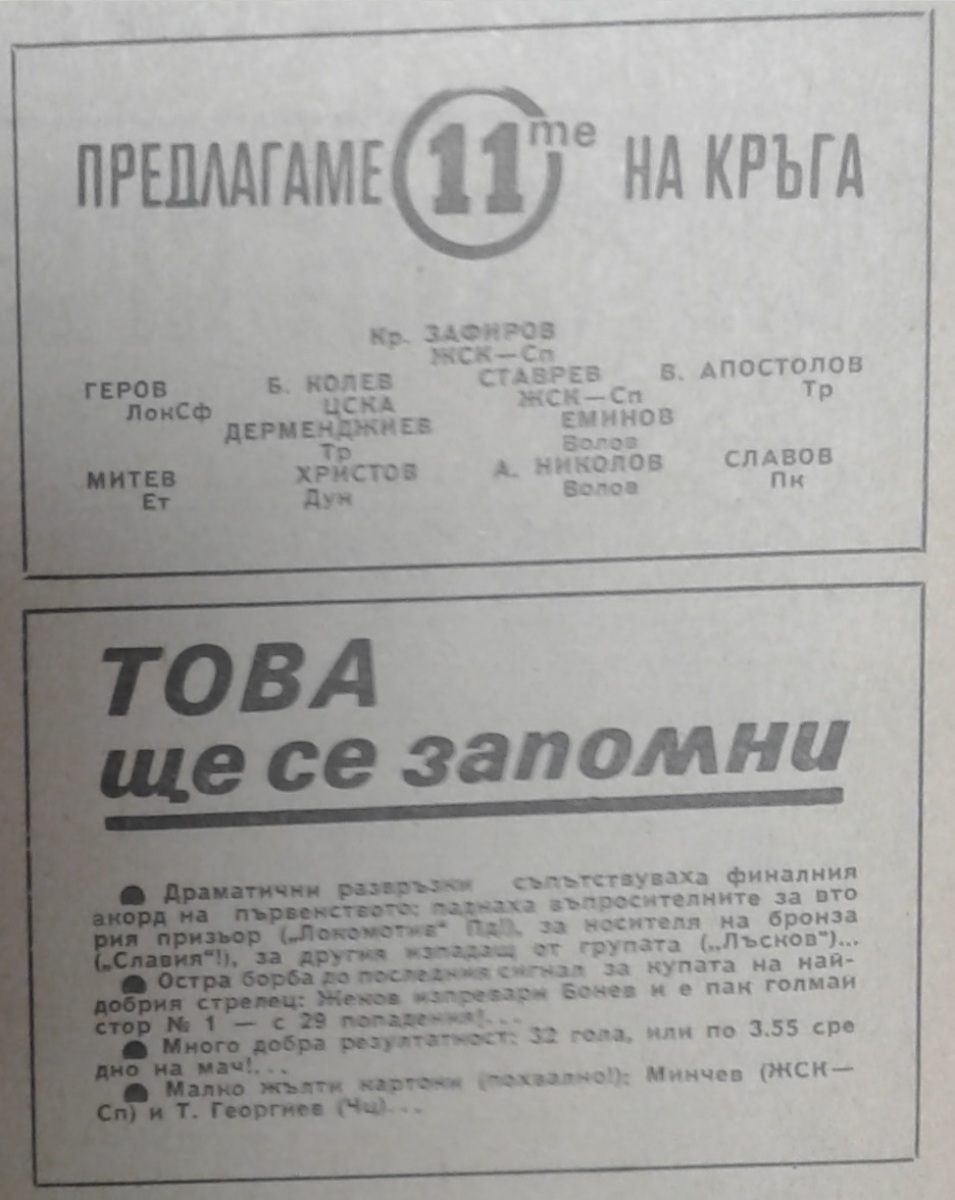 ПРЕДЛАГАМЕ 11те НА КРЪГА
Кр. ЗАФИРОВ
ЖСК—Сп
ГЕРОВ Б. КОЛЕВ СТАВРЕВ В. АПОСТОЛОВ
ЛокСф ЦСКА ЖСК—Сп Тр
ДЕРМЕНДЖИЕВ ЕМИНОВ
Тр Волов
МИТЕВ ХРИСТОВ А. НИКОЛОВ СЛАВОВ
Ет Дун Волов Пк
ТОВА
ще се запомни
● Драматични развръзки съпътствуваха финалния
акорд на първенството: паднаха въпросителните за вто
рия призьор („Локомотив" Пд!), за носителя на бронза
(„Славия"!), за другия изпадащ от групата („Лъсков")...
● Остра борба до последния сигнал за купата на най-
добрия стрелец: Жеков изпревари Бонев и е пак голмай
стор № 1 — с 29 попадения!...
● Много добра резултатност: 32 гола, или по 3.55 сре
дно на мач!...
● Малко жълти картони (похвално!): Минчев (ЖСК—
Сп) и Т. Георгиев (Чц)...